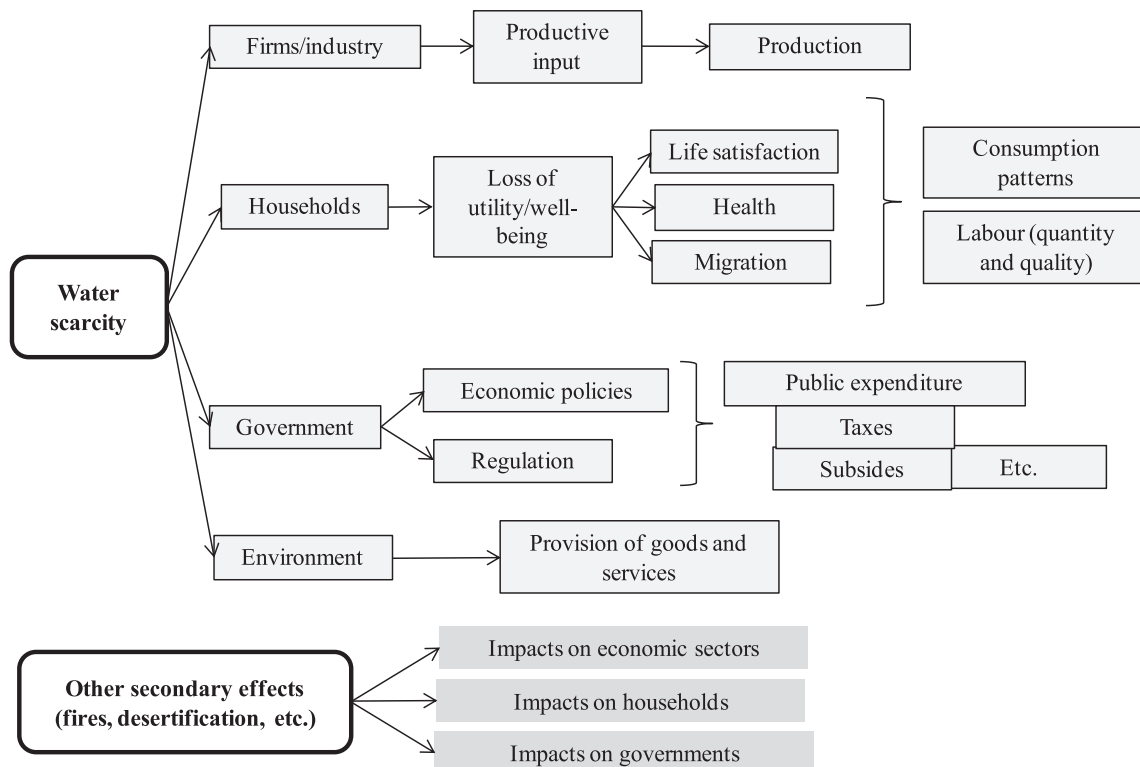 Firms/industry
Productive
input
Production
Households
Loss of
utility/well-
being
Life satisfaction
Health
Migration
Consumption
patterns
Labour (quantity
and quality)
Water
scarcity
Government
Economic policies
Regulation
Public expenditure
Taxes
Subsides
Etc.
Environment
Provision of goods and
services
Other secondary effects
(fires, desertification, etc.)
Impacts on economic sectors
Impacts on households
Impacts on governments